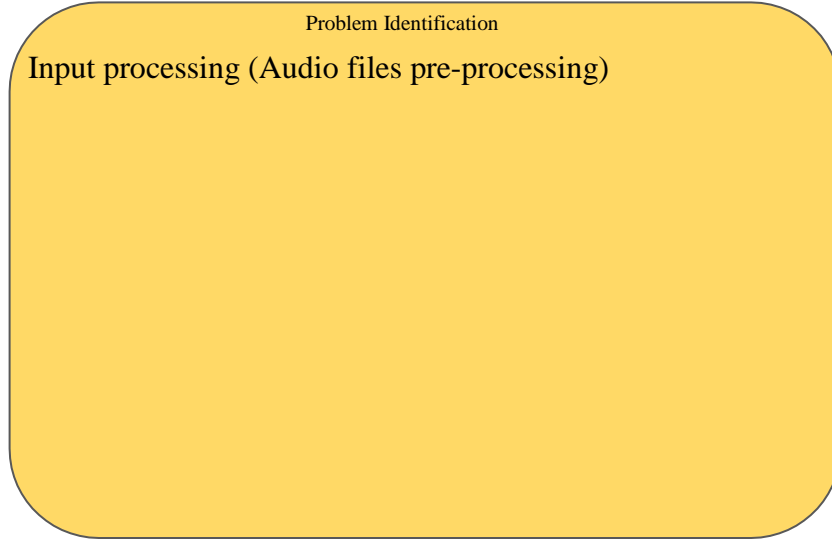 Problem Identification
Input processing (Audio files pre-processing)